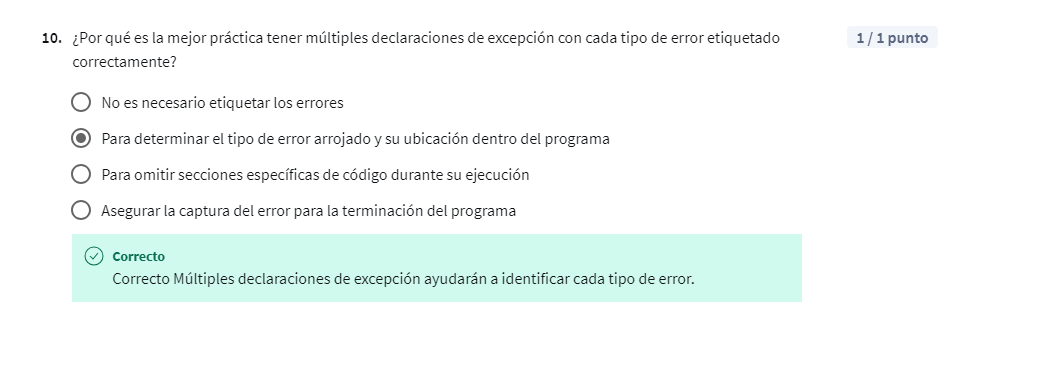 10. ¿Por qué es la mejor práctica tener múltiples declaraciones de excepción con cada tipo de error etiquetado
correctamente?
1 / 1 punto
No es necesario etiquetar los errores
Para determinar el tipo de error arrojado y su ubicación dentro del programa
Para omitir secciones específicas de código durante su ejecución
Asegurar la captura del error para la terminación del programa
Correcto
Correcto Múltiples declaraciones de excepción ayudarán a identificar cada tipo de error.